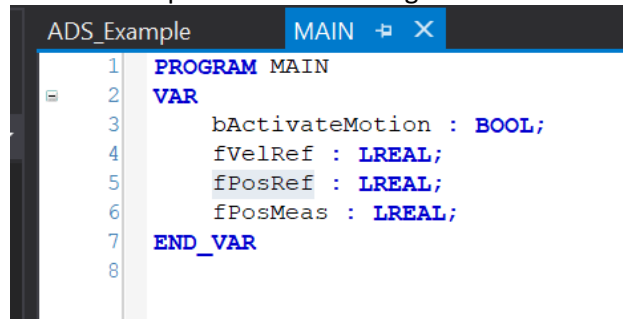 ADS_Example MAIN
1 PROGRAM MAIN
2 VAR
3 bActivateMotion : BOOL;
4 fVelRef : LREAL;
5 fPosRef : LREAL;
6 fPosMeas : LREAL;
7 END_VAR
8